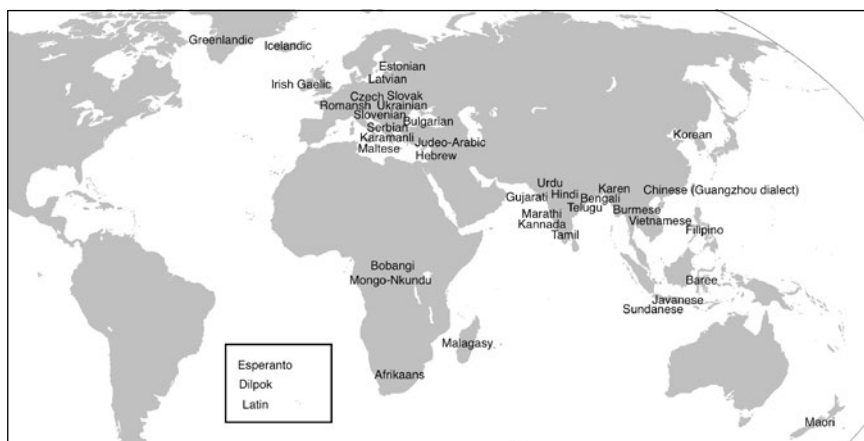 Greenlandic
Icelandic
Estonian
Latvian
Irish Gaelic
Czech Slovak
Romansh Ukrainian
Slovenian
Bulgarian
Serbian
Karamanli
Judeo-Arabic
Maltese
Hebrew
Korean
Urdu
Gujarati
Hindi
Karen
Bengali
Chinese (Guangzhou dialect)
Marathi
Telugu
Burmese
Kannada
Vietnamese
Tamil
Filipino
Bobangi
Mongo-Nkundu
Baree
Javanese
Sundanese
Malagasy
Afrikaans
Maori
Esperanto
Dilpok
Latin